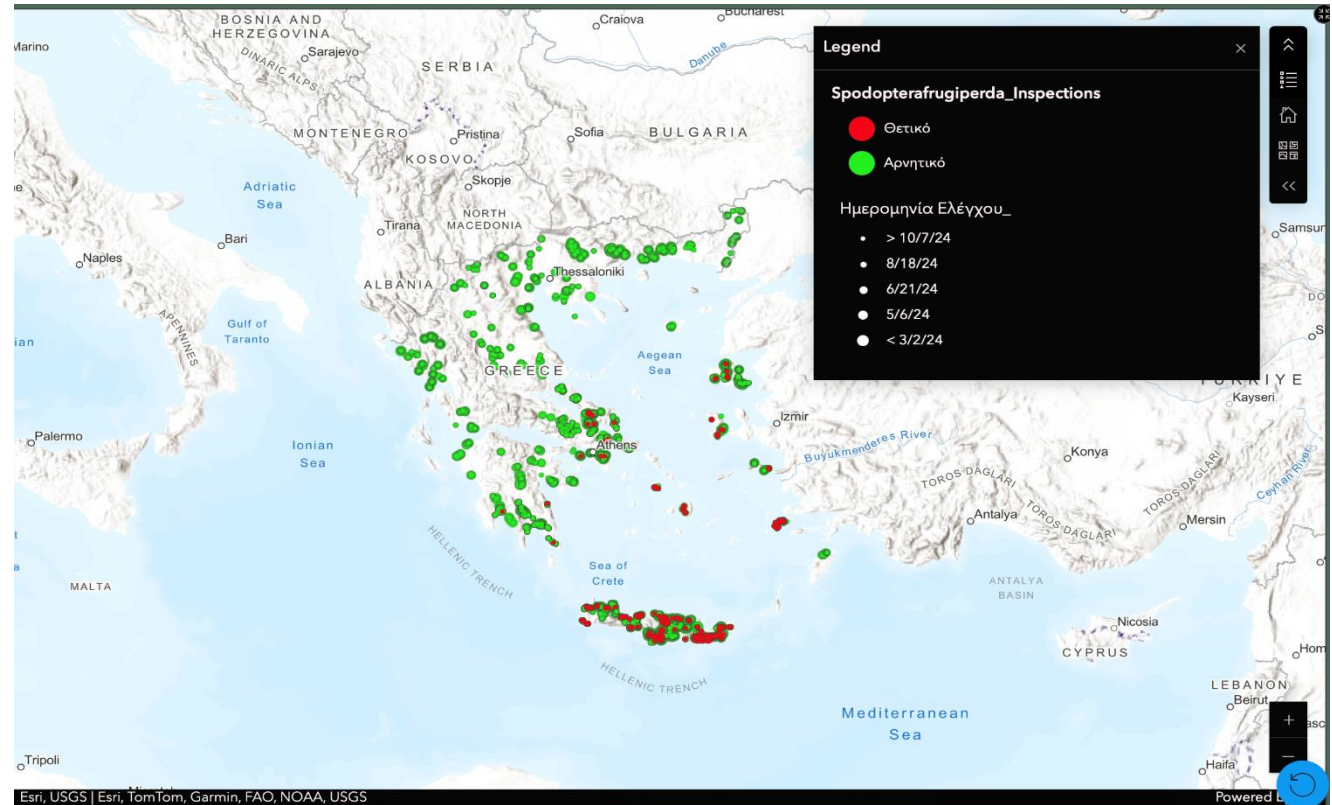 BOSNIA AND
HERZEGOVINA
Craiova
Bucharest
Marino
DINARIC ALPS
Sarajevo
SERBIA
Danube
MONTENEGRO
Pristina
Sofia
BULGARIA
KOSOVO
Skopje
Adriatic
Sea
NORTH
MACEDONIA
Tirana
Bari
Naples
Thessaloniki
ALBANIA
APENNINES
Gulf of
Taranto
Aegean
Sea
GREECE
Izmir
Palermo
Ionian
Sea
Athens
Buyukmenderes River
Konya
TOROS DAGLARI
TOROS DAGLARI
TOROS DAGLARI
Ceyhan River
Antalya
Mersin
HELLENIC TRENCH
Sea of
Crete
MALTA
ANTALYA
BASIN
Nicosia
CYPRUS
HELLENIC TRENCH
LEBANON
Beirut
Mediterranean
Sea
Tripoli
Haifa
Samsun
Kayseri
Legend
Spodopterafrugiperda_Inspections
Θετικό
Αρνητικό
Ημερομηνία Ελέγχου_
> 10/7/24
8/18/24
6/21/24
5/6/24
< 3/2/24
Esri, USGS | Esri, TomTom, Garmin, FAO, NOAA, USGS
Powered